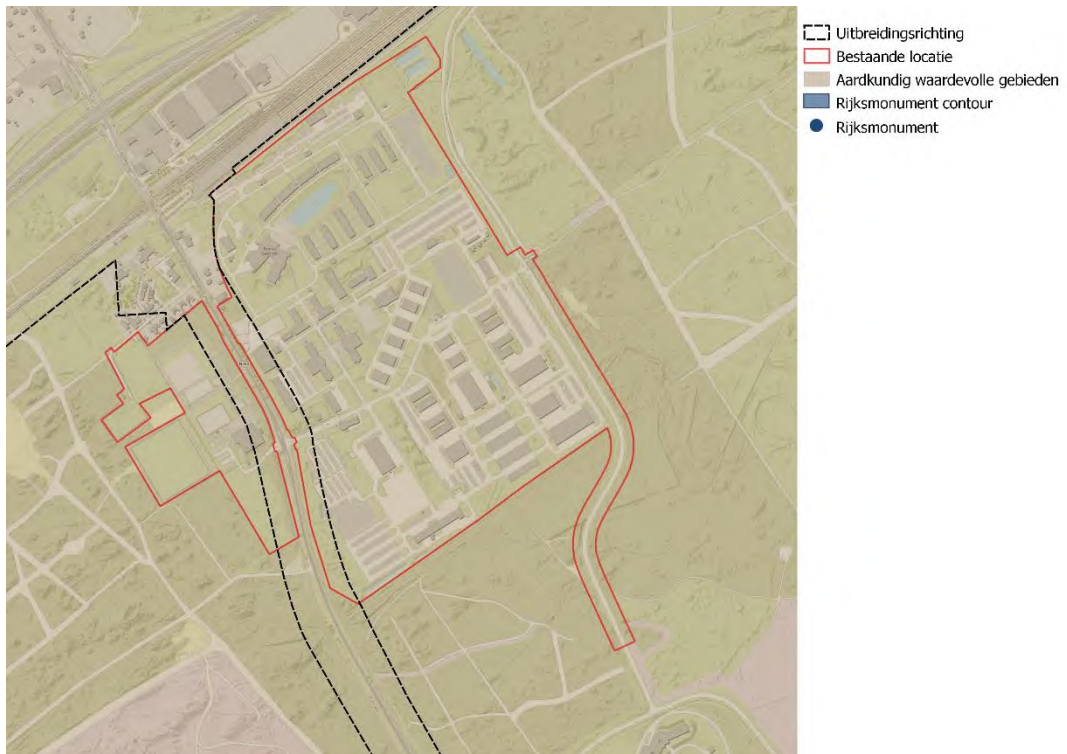 Uitbreidingsrichting
Bestaande locatie
Aardkundig waardevolle gebieden
Rijksmonument contour
Rijksmonument